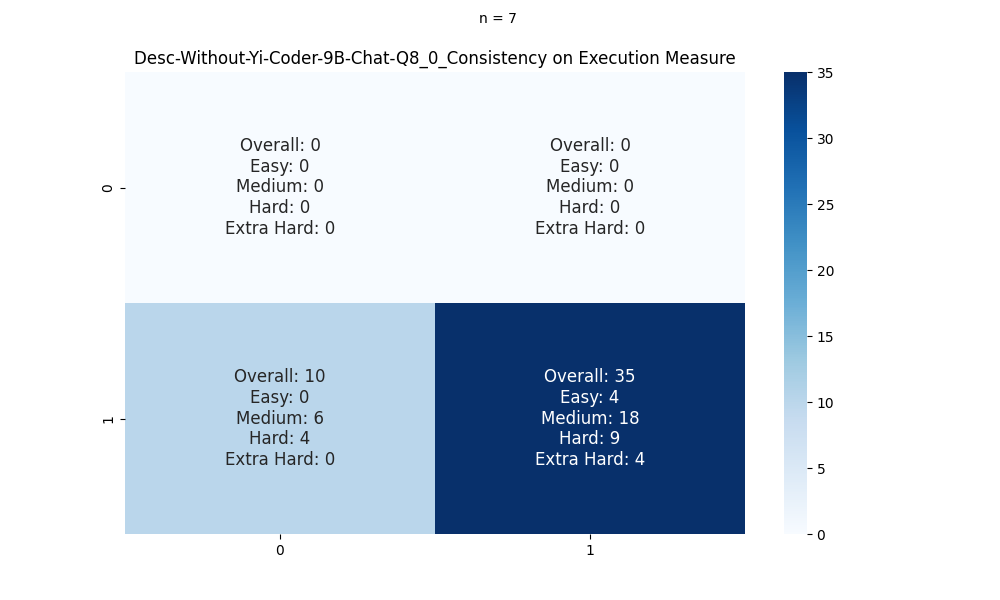 n = 7
Desc-Without-Yi-Coder-9B-Chat-Q8_0_Consistency on Execution Measure
0
Overall: 0
Easy: 0
Medium: 0
Hard: 0
Extra Hard: 0
Overall: 0
Easy: 0
Medium: 0
Hard: 0
Extra Hard: 0
1
Overall: 10
Easy: 0
Medium: 6
Hard: 4
Extra Hard: 0
Overall: 35
Easy: 4
Medium: 18
Hard: 9
Extra Hard: 4
0
1
35
30
25
20
15
10
5
0